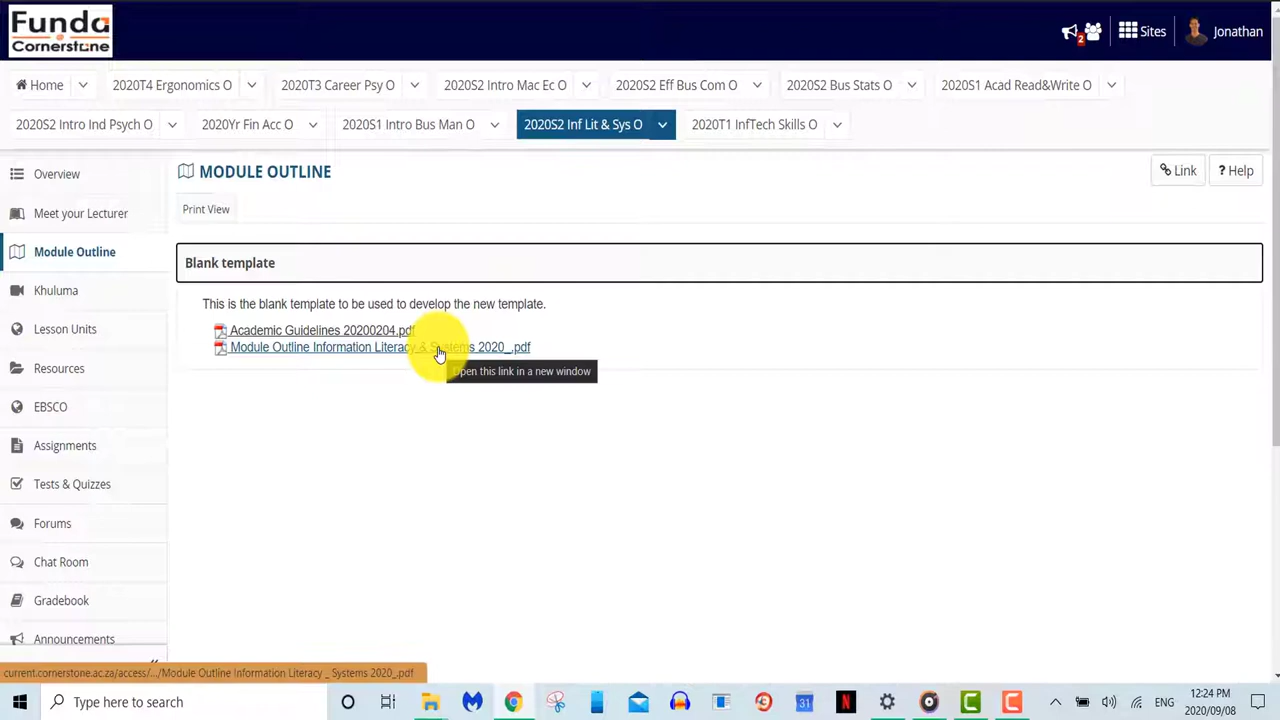 Funda
@
Cornerstone
2
Sites
Jonathan
Home
2020T4 Ergonomics O
2020T3 Career Psy O
2020S2 Intro Mac Ec O
2020S2 Eff Bus Com O
2020S2 Bus Stats O
2020S1 Acad Read&Write O
2020S2 Intro Ind Psych O
2020Yr Fin Acc O
2020S1 Intro Bus Man O
2020S2 Inf Lit & Sys O
2020T1 InfTech Skills O
Overview
Meet your Lecturer
Module Outline
Khuluma
Lesson Units
Resources
EBSCO
Assignments
Tests & Quizzes
Forums
Chat Room
Gradebook
Announcements
MODULE OUTLINE
Link
? Help
Print View
Blank template
This is the blank template to be used to develop the new template.
Academic Guidelines 20200204.pdf
Module Outline Information Literacy & Systems 2020_.pdf
Open this link in a new window
current.cornerstone.ac.za/access/.../Module Outline Information Literacy _ Systems 2020_.pdf
Type here to search
31
N
ENG
12:24 PM
2020/09/08